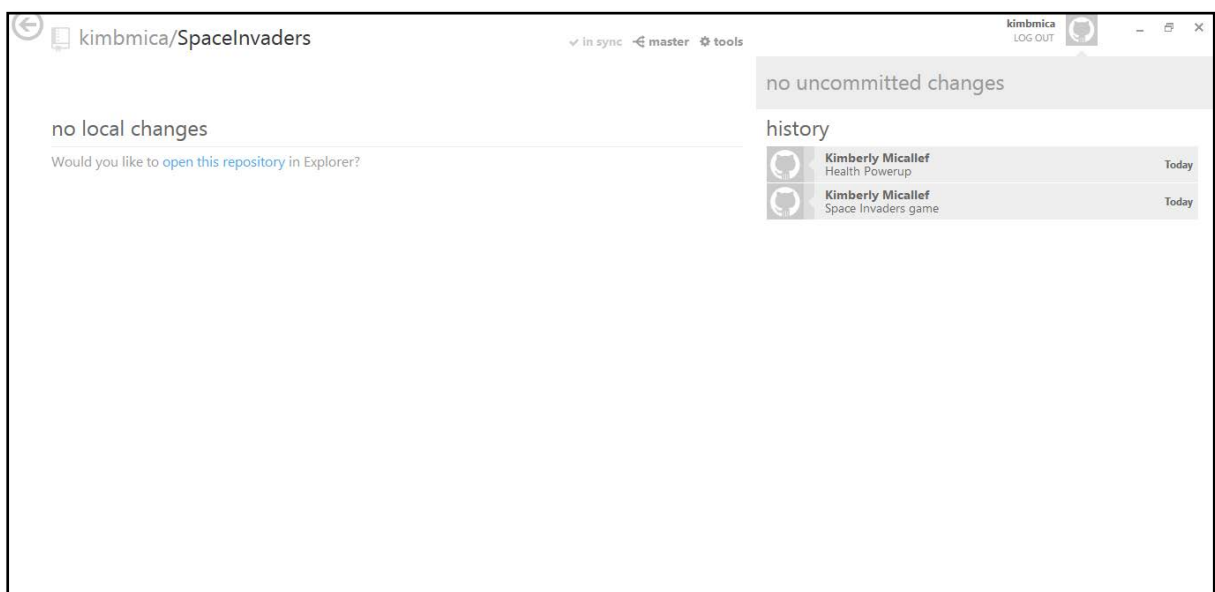 kimbmica/SpaceInvaders
in sync master tools
kimbmica
LOG OUT
no uncommitted changes
no local changes
Would you like to open this repository in Explorer?
history
Kimberly Micallef
Health Powerup
Today
Kimberly Micallef
Space Invaders game
Today